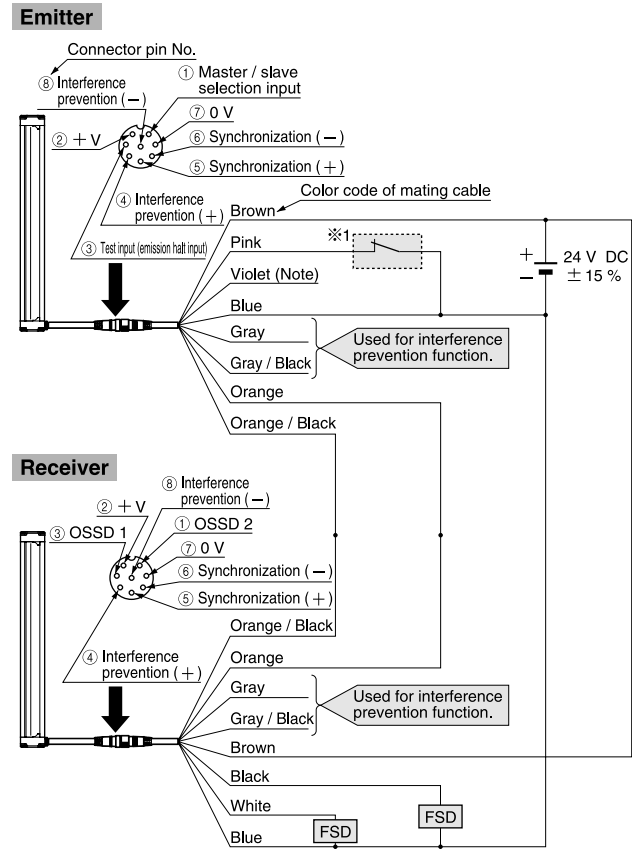 Emitter
Connector pin No.
① Master / slave
selection input
⑧ Interference
prevention (−)
⑦ 0 V
② + V
⑥ Synchronization (−)
⑤ Synchronization (+)
④ Interference
prevention (+)
③ Test input (emission halt input)
Color code of mating cable
Brown
Pink
※1
Violet (Note)
Blue
Gray
Gray / Black
Used for interference
prevention function.
Orange
Orange / Black
+
−
24 V DC
± 15 %
Receiver
⑧ Interference
prevention (−)
② + V
③ OSSD 1
① OSSD 2
⑦ 0 V
⑥ Synchronization (−)
⑤ Synchronization (+)
④ Interference
prevention (+)
Orange / Black
Orange
Gray
Gray / Black
Used for interference
prevention function.
Brown
Black
White
FSD
FSD
Blue